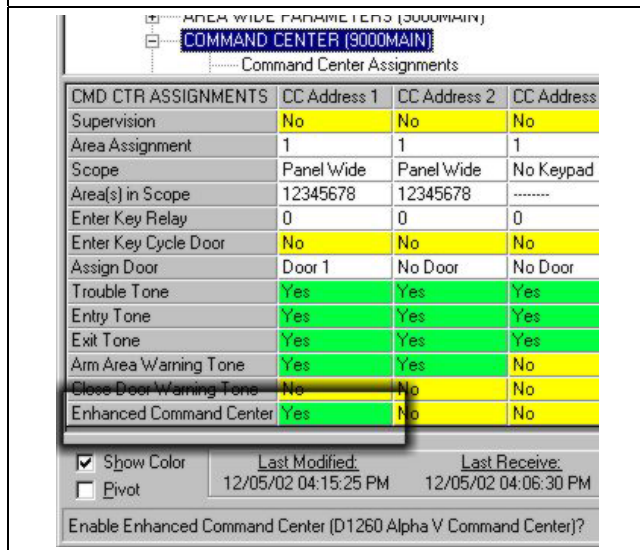 AREA WIDE PARAMETERS (9000MAIN)
COMMAND CENTER (9000MAIN)
Command Center Assignments
CMD CTR ASSIGNMENTS CC Address 1 CC Address 2 CC Address
Supervision No No No
Area Assignment 1 1 1
Scope Panel Wide Panel Wide No Keypad
Area(s) in Scope 12345678 12345678 --------
Enter Key Relay 0 0 0
Enter Key Cycle Door No No No
Assign Door Door 1 No Door No Door
Trouble Tone Yes Yes Yes
Entry Tone Yes Yes Yes
Exit Tone Yes Yes Yes
Arm Area Warning Tone Yes Yes No
Close Door Warning Tone No No No
Enhanced Command Center Yes No No
Show Color Last Modified: Last Receive:
Pivot 12/05/02 04:15:25 PM 12/05/02 04:06:30 PM
Enable Enhanced Command Center (D1260 Alpha V Command Center)?